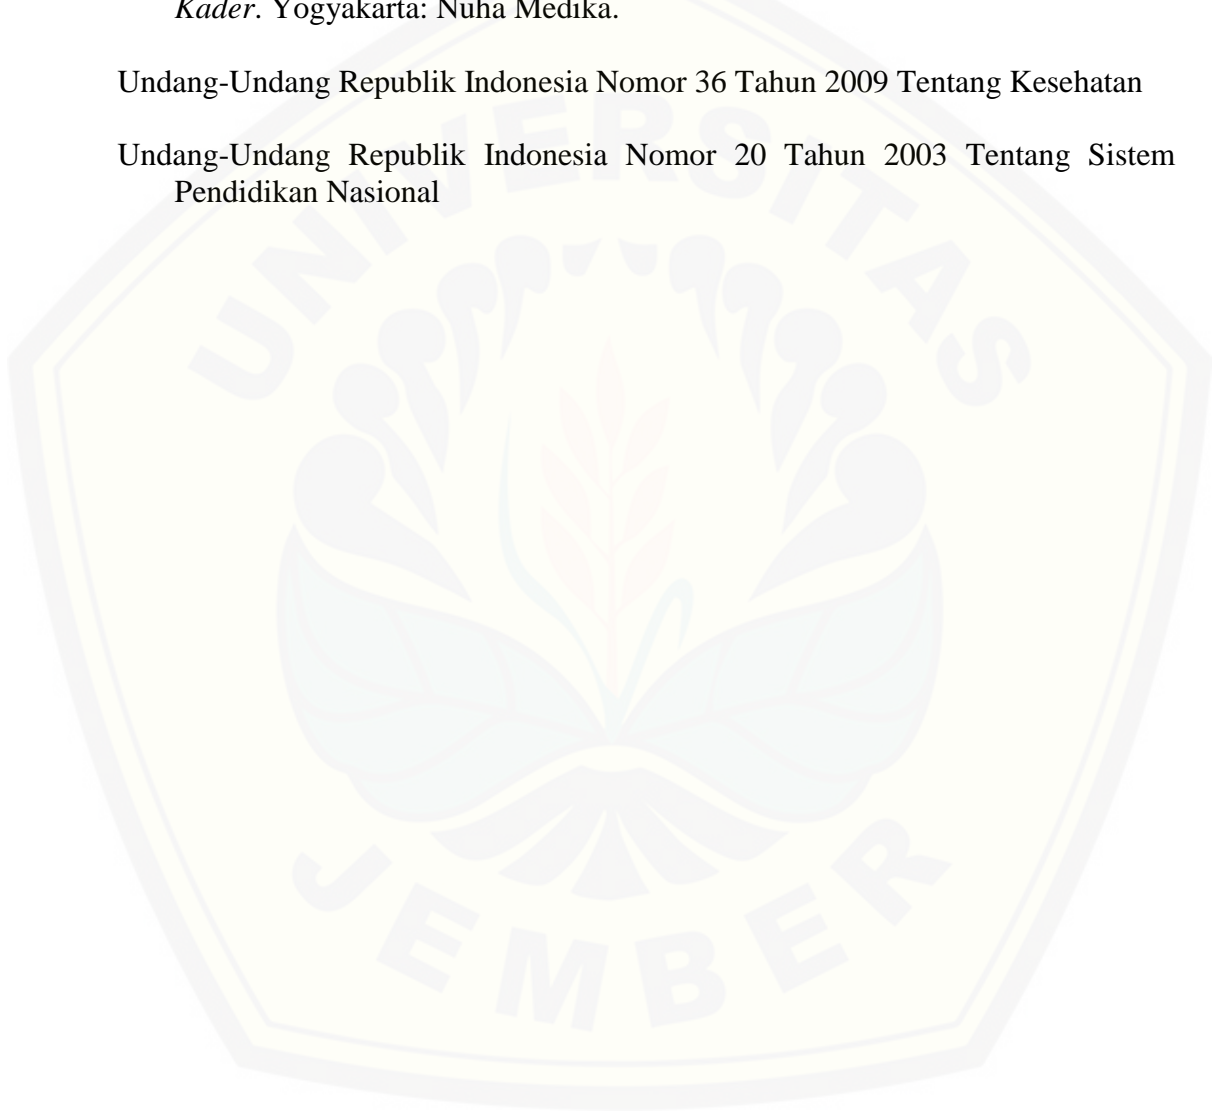 Kader. Yogyakarta: Nuha Medika.
Undang-Undang Republik Indonesia Nomor 36 Tahun 2009 Tentang Kesehatan
Undang-Undang Republik Indonesia Nomor 20 Tahun 2003 Tentang Sistem
Pendidikan Nasional
UNIVERSITAS
JEMBER